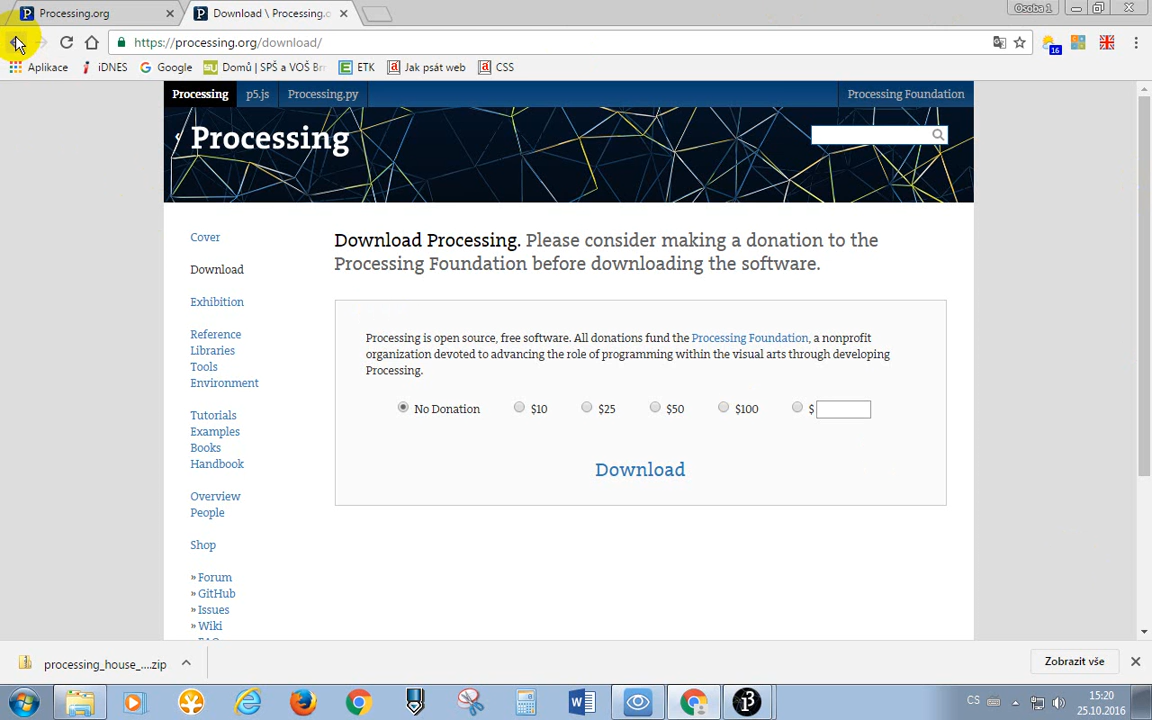 Processing.org
Download \ Processing.o
Osoba 1
https://processing.org/download/
16
Aplikace
iDNES
Google
Domů | SPŠ a VOŠ Br
ETK
Jak psát web
CSS
Processing
p5.js
Processing.py
Processing Foundation
Processing
Cover
Download
Exhibition
Reference
Libraries
Tools
Environment
Tutorials
Examples
Books
Handbook
Overview
People
Shop
» Forum
» GitHub
» Issues
» Wiki
» FAQ
Download Processing. Please consider making a donation to the
Processing Foundation before downloading the software.
Processing is open source, free software. All donations fund the Processing Foundation, a nonprofit
organization devoted to advancing the role of programming within the visual arts through developing
Processing.
No Donation
$10
$25
$50
$100
$
Download
processing_house_....zip
Zobrazit vše
CS
15:20
25.10.2016